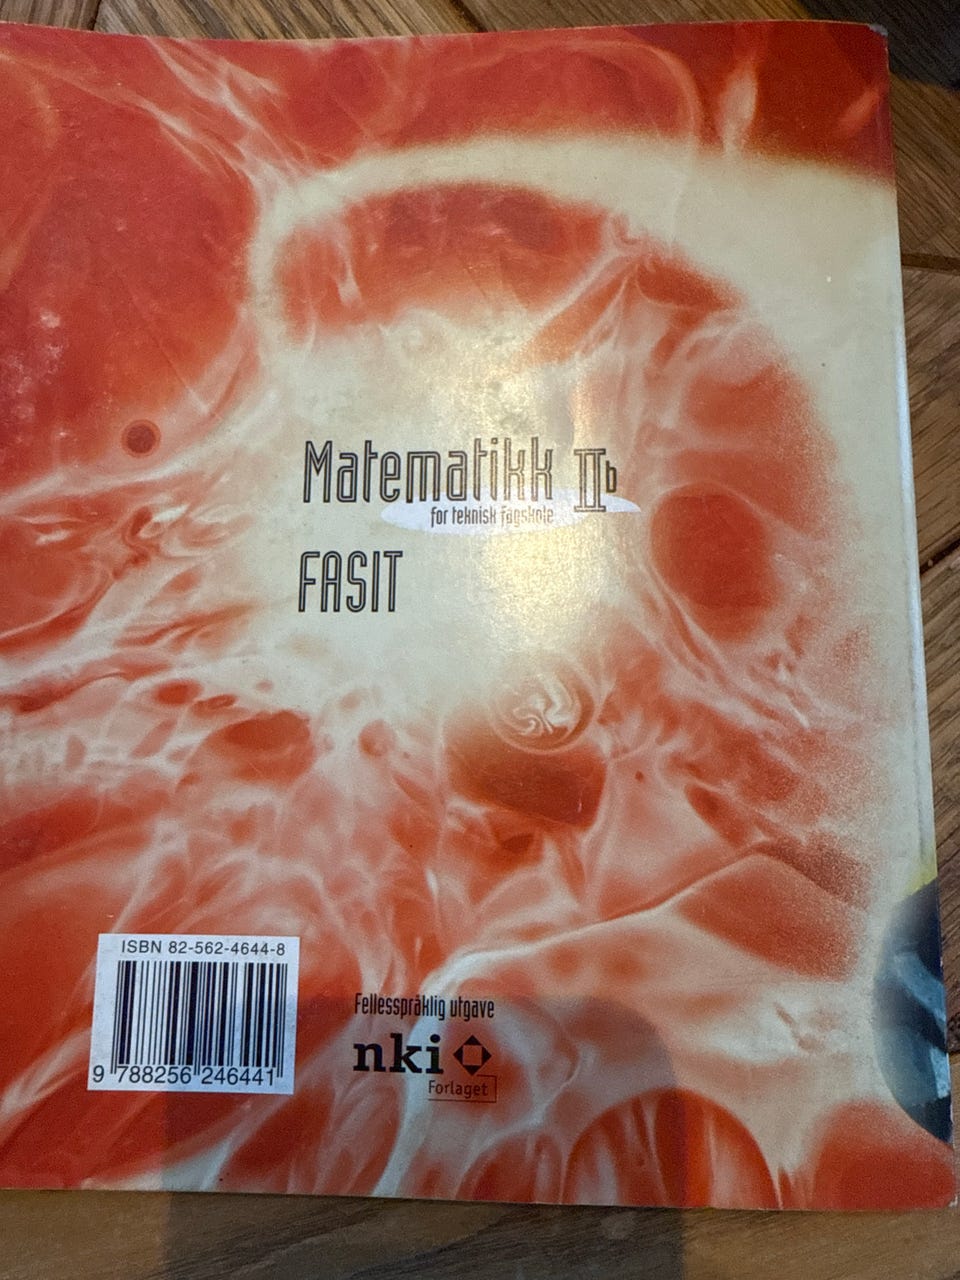 Matematikk IIb
for teknisk fagskole
FASIT
ISBN 82-562-4644-8
9 788256 246441
Fellesspråklig utgave
nki
Forlaget